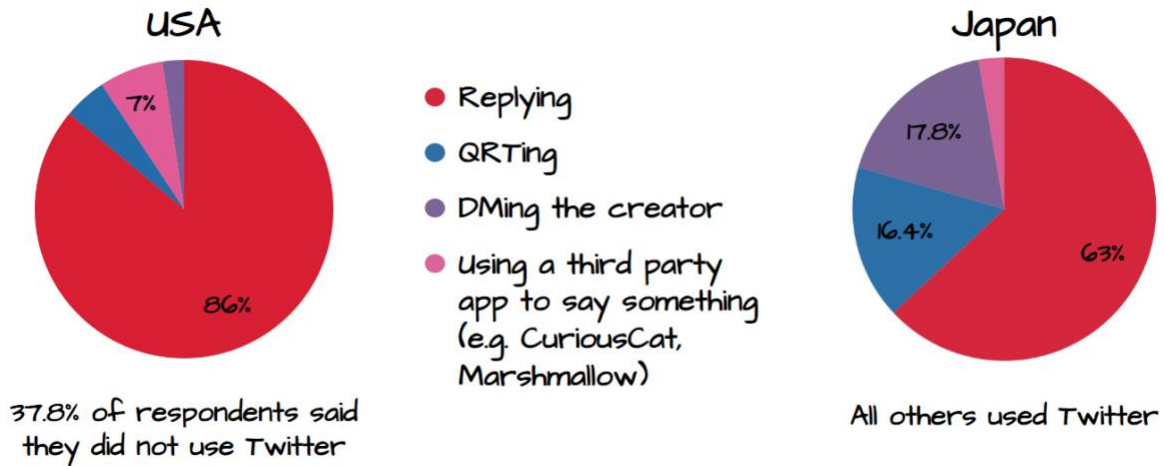 USA
7%
86%
37.8% of respondents said
they did not use Twitter
Replying
QRTing
DMing the creator
Using a third party
app to say something
(e.g. CuriousCat,
Marshmallow)
Japan
17.8%
16.4%
63%
All others used Twitter